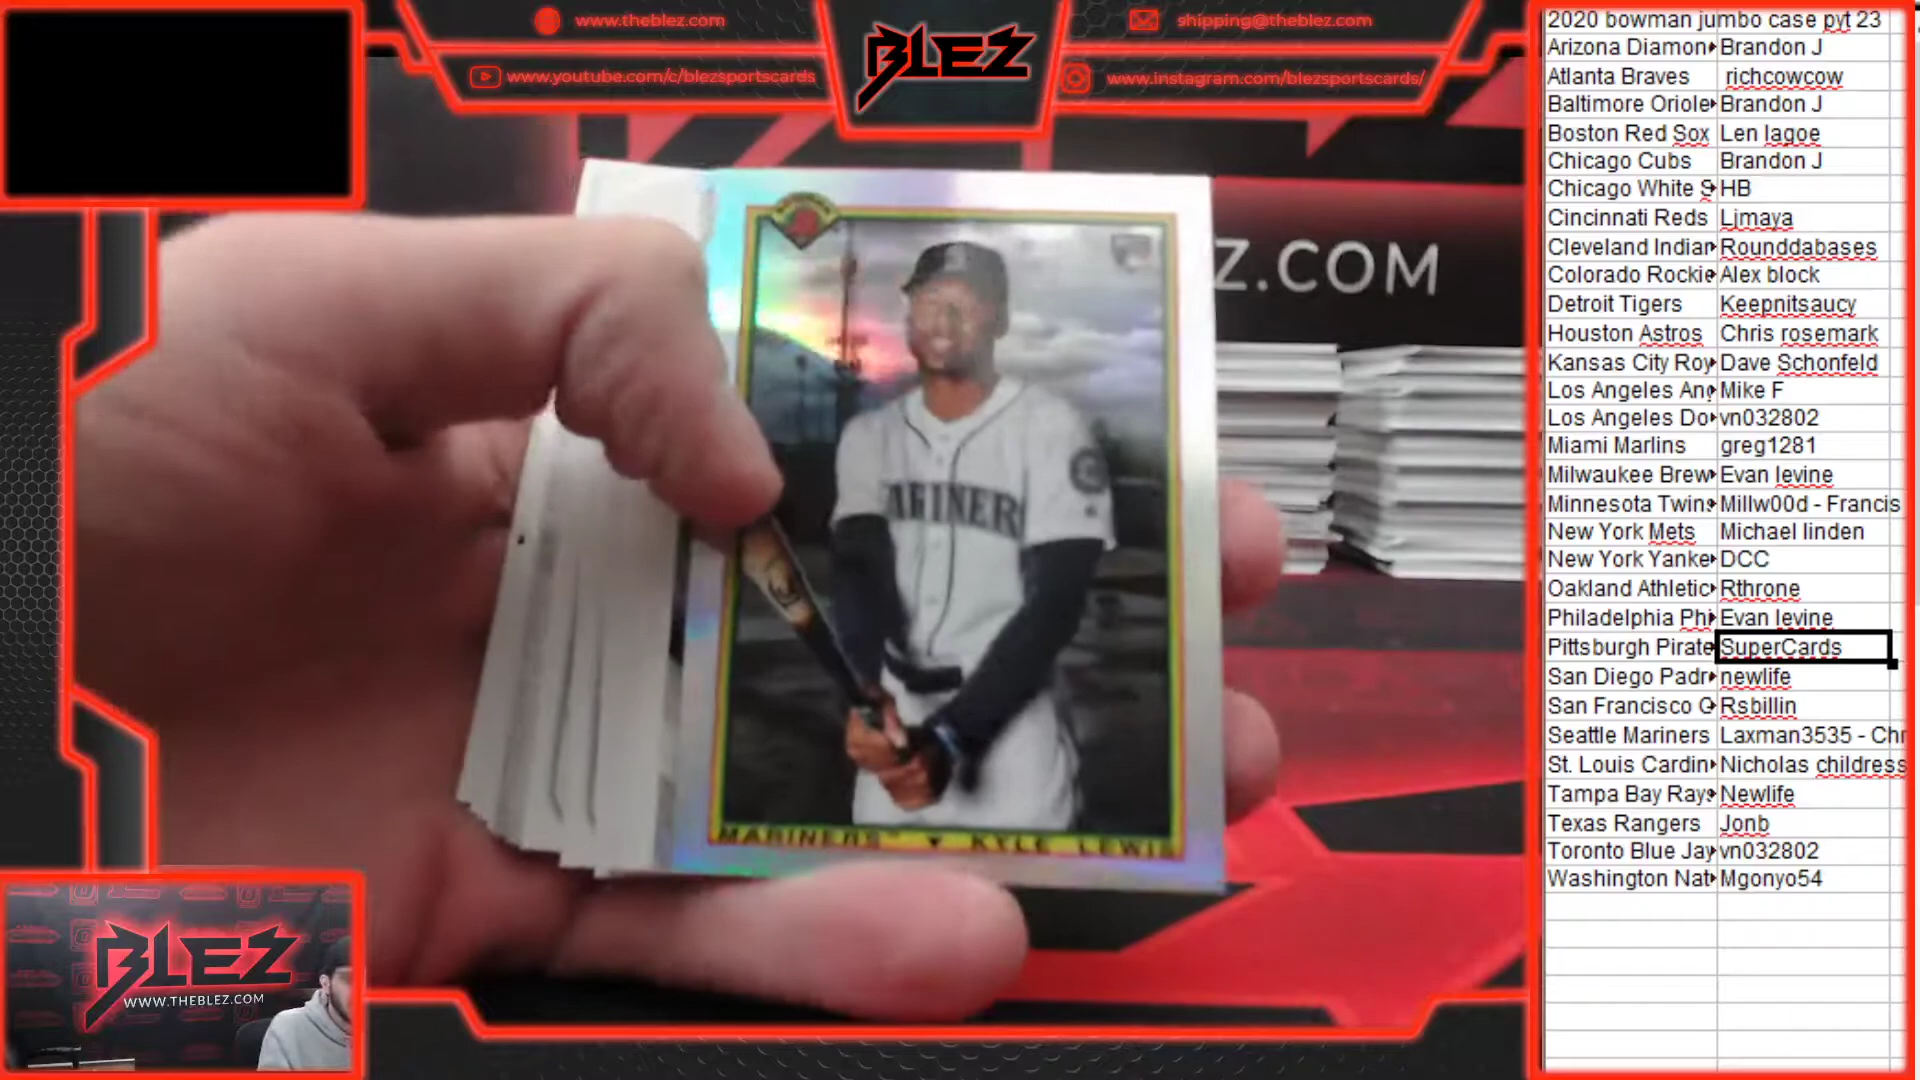 www.theblez.com
shipping@theblez.com
BLEZ
www.youtube.com/c/blezsportscards
www.instagram.com/blezsportscards/
Z.COM
MARINERS
MARINERS™ KYLE LEWIS
BLEZ
WWW.THEBLEZ.COM
2020 bowman jumbo case pyt 23
Arizona Diamon Brandon J
Atlanta Braves richcowcow
Baltimore Oriole Brandon J
Boston Red Sox Len lagoe
Chicago Cubs Brandon J
Chicago White S HB
Cincinnati Reds Ljmaya
Cleveland Indian Rounddabases
Colorado Rockie Alex block
Detroit Tigers Keepnitsaucy
Houston Astros Chris rosemark
Kansas City Roy Dave Schonfeld
Los Angeles Ang Mike F
Los Angeles Do vn032802
Miami Marlins greg1281
Milwaukee Brew Evan levine
Minnesota Twins Millw00d - Francis
New York Mets Michael linden
New York Yanke DCC
Oakland Athletic Rthrone
Philadelphia Phi Evan levine
Pittsburgh Pirate SuperCards
San Diego Padr newlife
San Francisco G Rsbillin
Seattle Mariners Laxman3535 - Chr
St. Louis Cardin Nicholas childress
Tampa Bay Rays Newlife
Texas Rangers Jonb
Toronto Blue Jay vn032802
Washington Nat Mgonyo54